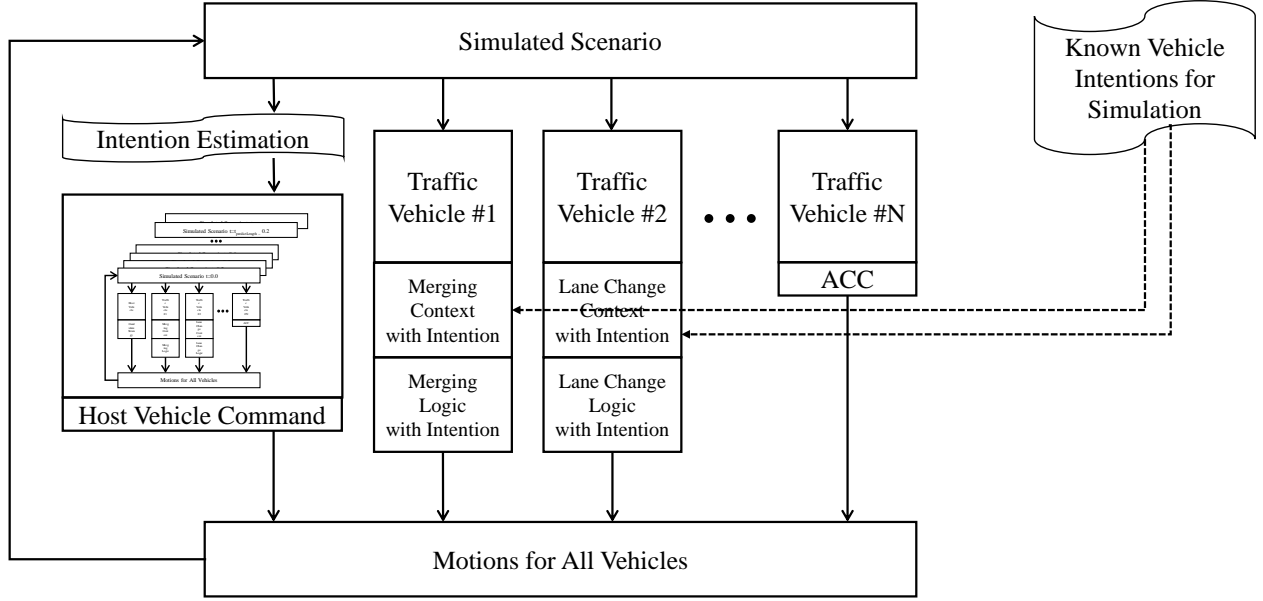 Simulated Scenario
Known Vehicle
Intentions for
Simulation
Intention Estimation
Traffic
Vehicle #1
Traffic
Vehicle #2
Traffic
Vehicle #N
ACC
Merging
Context
with Intention
Lane Change
Context
with Intention
Merging
Logic
with Intention
Lane Change
Logic
with Intention
Simulated Scenario t=0.0
Motions for All Vehicles
Host Vehicle Command
Motions for All Vehicles